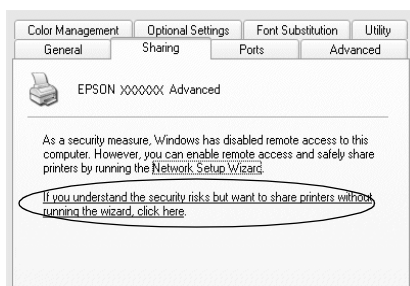 Color Management Optional Settings Font Substitution Utility
General Sharing Ports Advanced
EPSON XXXXXX Advanced
As a security measure, Windows has disabled remote access to this
computer. However, you can enable remote access and safely share
printers by running the Network Setup Wizard.
If you understand the security risks but want to share printers without
running the wizard, click here.